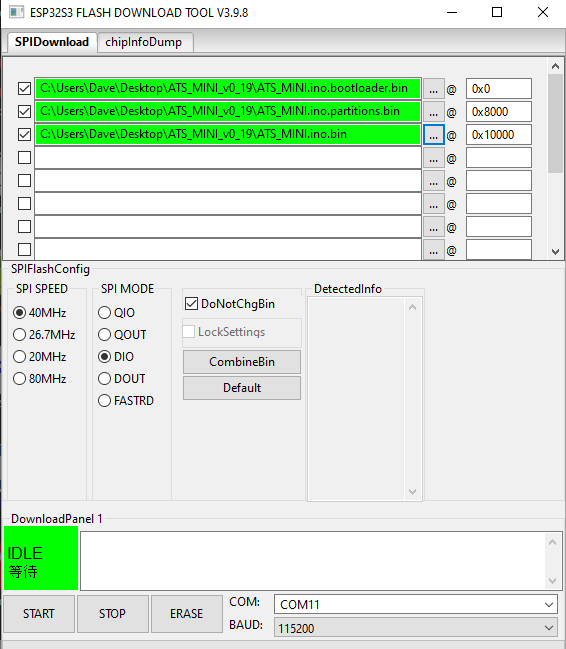 ESP32S3 FLASH DOWNLOAD TOOL V3.9.8
SPIDownload chipInfoDump
C:\Users\Dave\Desktop\ATS_MINI_v0_19\ATS_MINI.ino.bootloader.bin ... @ 0x0
C:\Users\Dave\Desktop\ATS_MINI_v0_19\ATS_MINI.ino.partitions.bin ... @ 0x8000
C:\Users\Dave\Desktop\ATS_MINI_v0_19\ATS_MINI.ino.bin ... @ 0x10000
... @
... @
... @
... @
... @
SPIFlashConfig
SPI SPEED
40MHz
26.7MHz
20MHz
80MHz
SPI MODE
QIO
QOUT
DIO
DOUT
FASTRD
DoNotChgBin
LockSettings
CombineBin
Default
DetectedInfo
DownloadPanel 1
IDLE
等待
START STOP ERASE
COM: COM11
BAUD: 115200